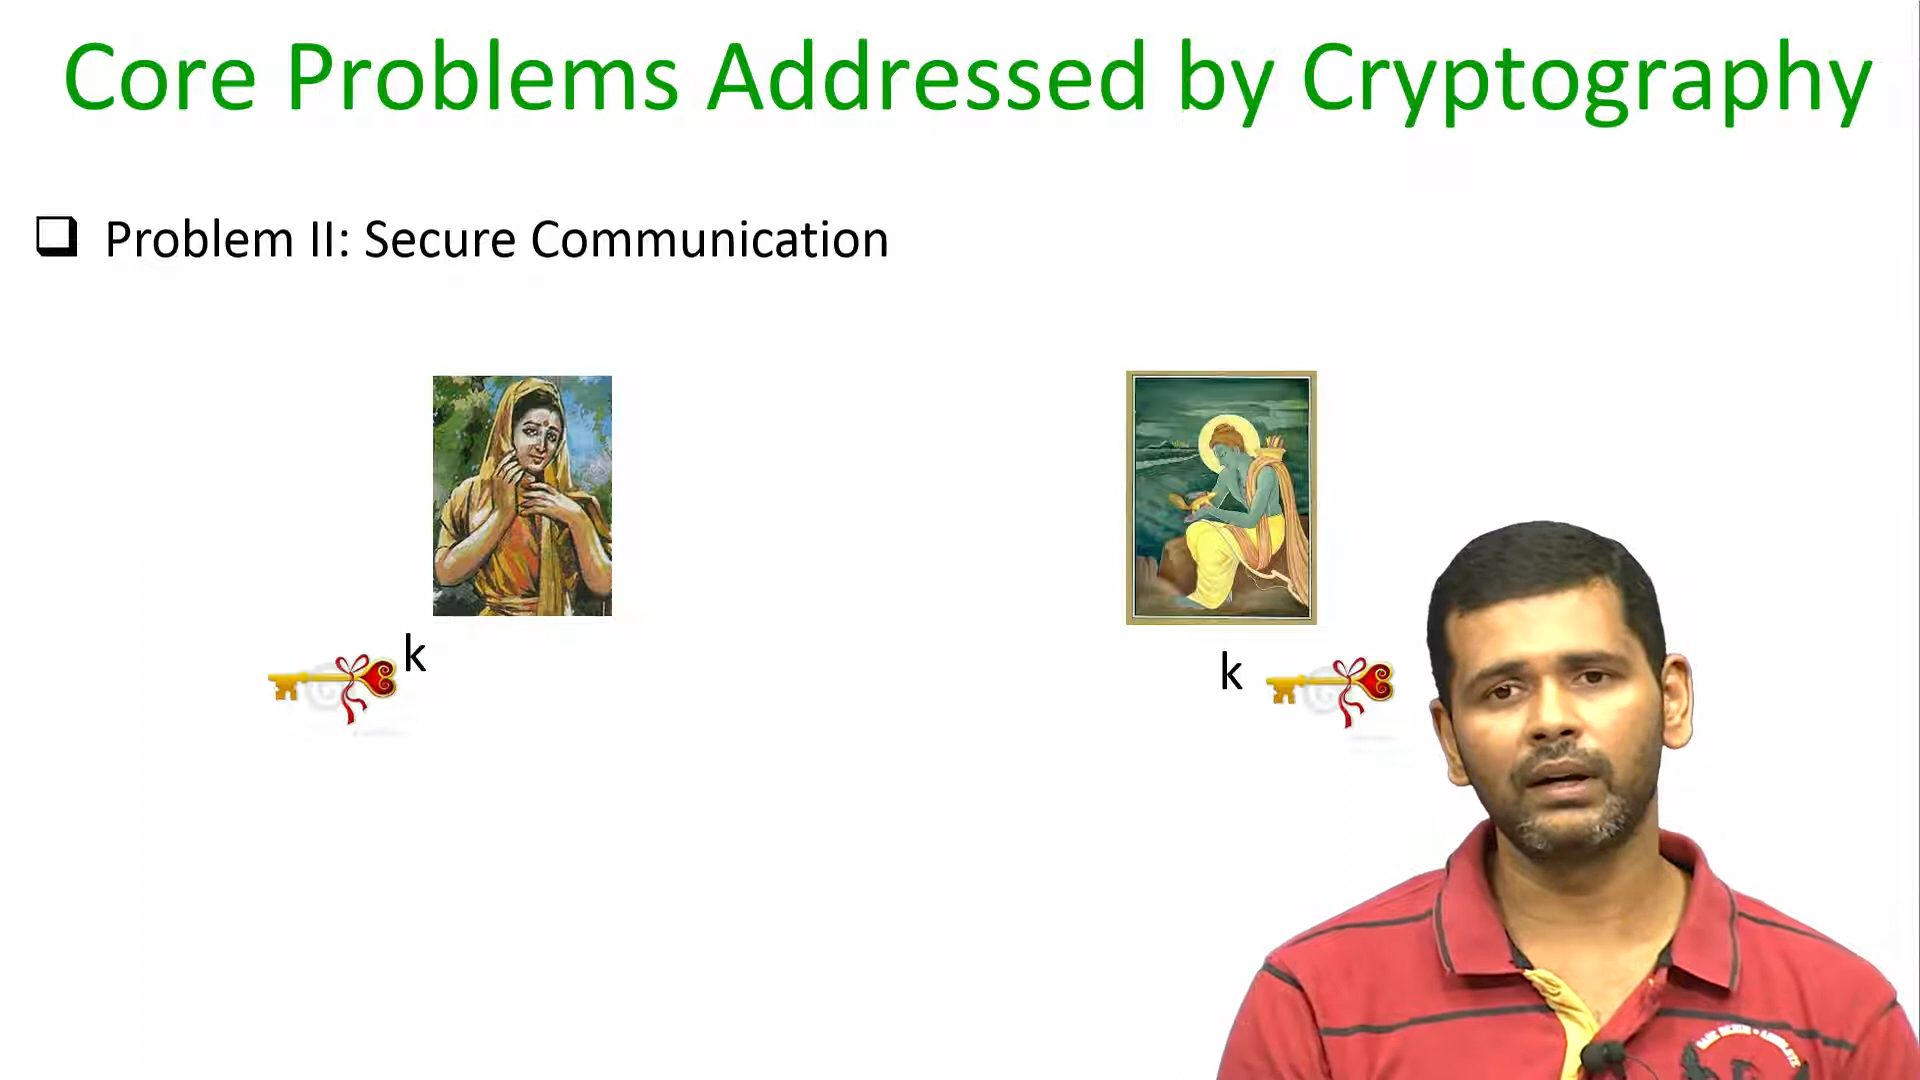 Core Problems Addressed by Cryptography
Problem II: Secure Communication
k
k